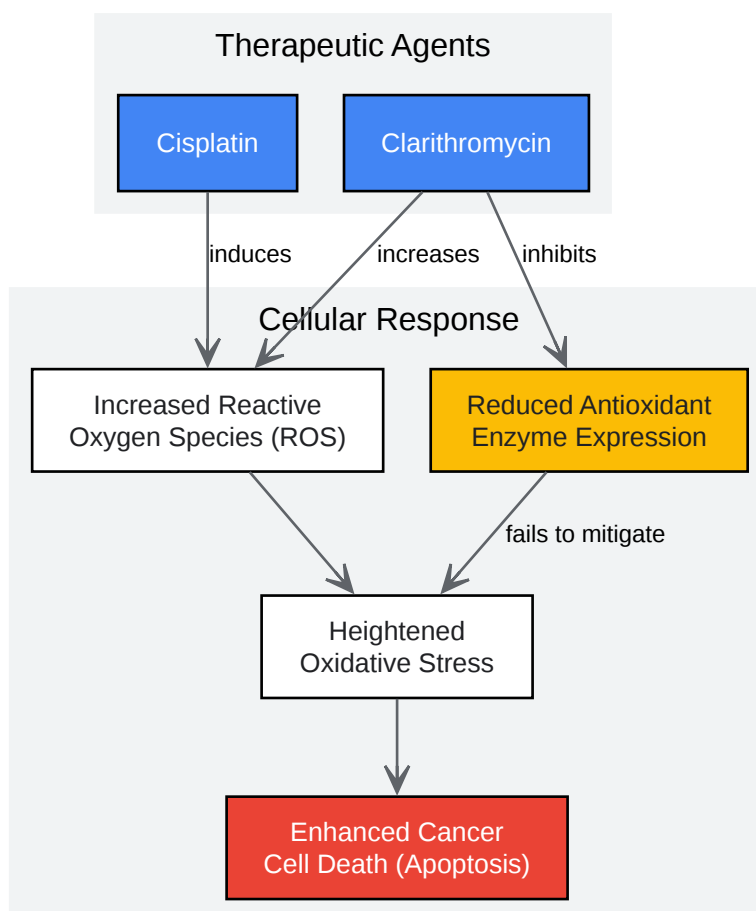 Therapeutic Agents
Cisplatin
Clarithromycin
induces
increases
inhibits
Cellular Response
Increased Reactive
Oxygen Species (ROS)
Reduced Antioxidant
Enzyme Expression
fails to mitigate
Heightened
Oxidative Stress
Enhanced Cancer
Cell Death (Apoptosis)